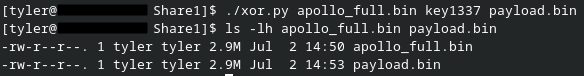 [tyler@ Share1]$ ./xor.py apollo_full.bin key1337 payload.bin
[tyler@ Share1]$ ls -lh apollo_full.bin payload.bin
-rw-r--r--. 1 tyler tyler 2.9M Jul  2 14:50 apollo_full.bin
-rw-r--r--. 1 tyler tyler 2.9M Jul  2 14:53 payload.bin